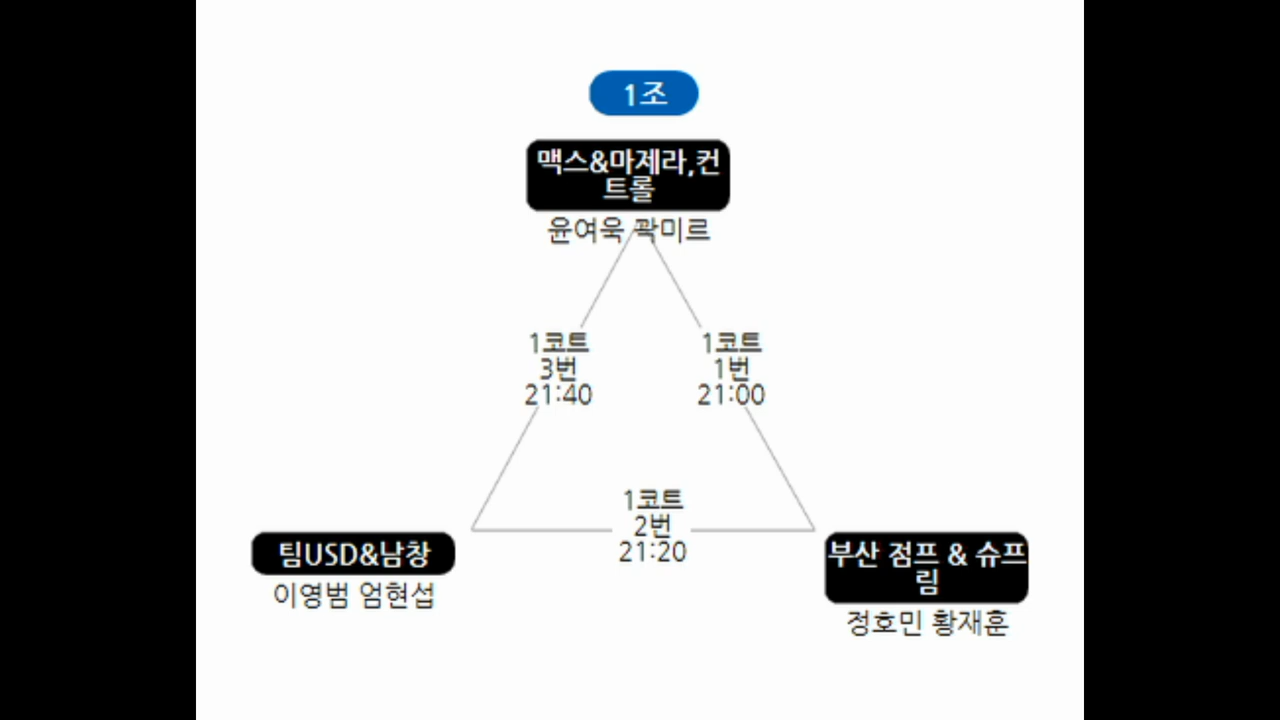 1조
맥스&마제라,컨
트롤
윤여욱 곽미르
1코트
3번
21:40
1코트
1번
21:00
1코트
2번
21:20
팀USD&남창
이영범 엄현섭
부산 점프 & 슈프
림
정호민 황재훈